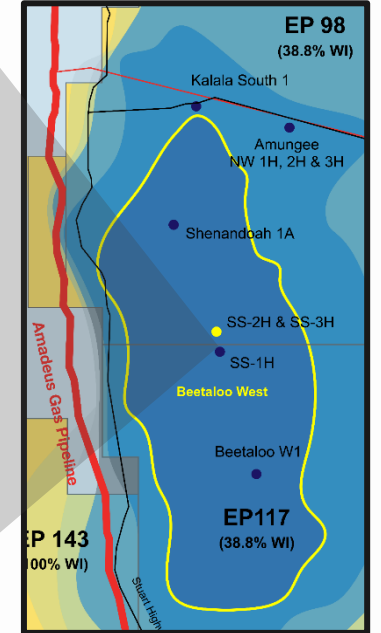 EP 98
(38.8% WI)
Kalala South 1
Amungee
NW 1H, 2H & 3H
Shenandoah 1A
SS-2H & SS-3H
SS-1H
Amadeus Gas Pipeline
Beetaloo West
Beetaloo W1
EP117
(38.8% WI)
EP 143
100% WI)
Stuart High